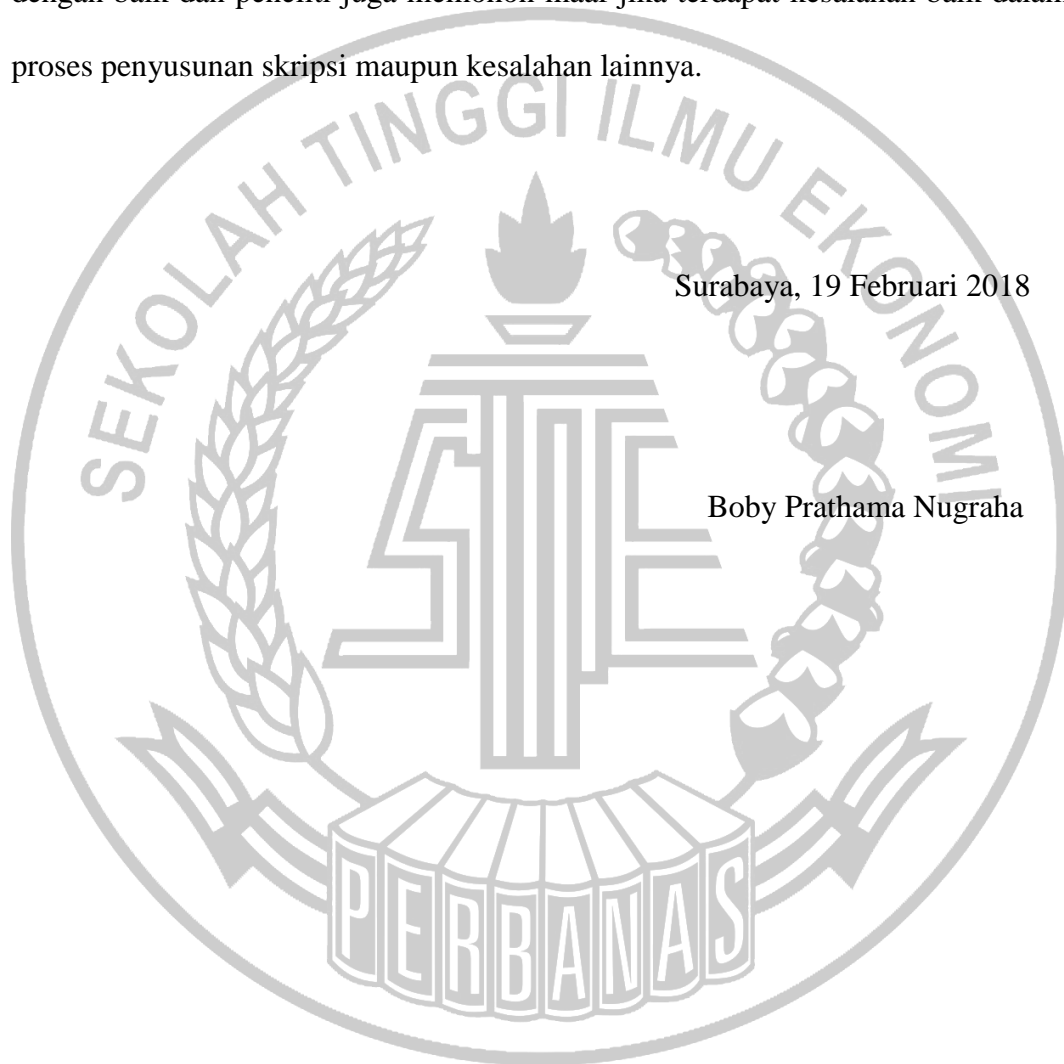 dengan baik dan peneliti juga memohon maaf jika terdapat kesalahan baik dalam
proses penyusunan skripsi maupun kesalahan lainnya.
SEKOLAH TINGGI ILMU EKONOMI
Surabaya, 19 Februari 2018
Boby Prathama Nugraha
STIE
PERBANAS